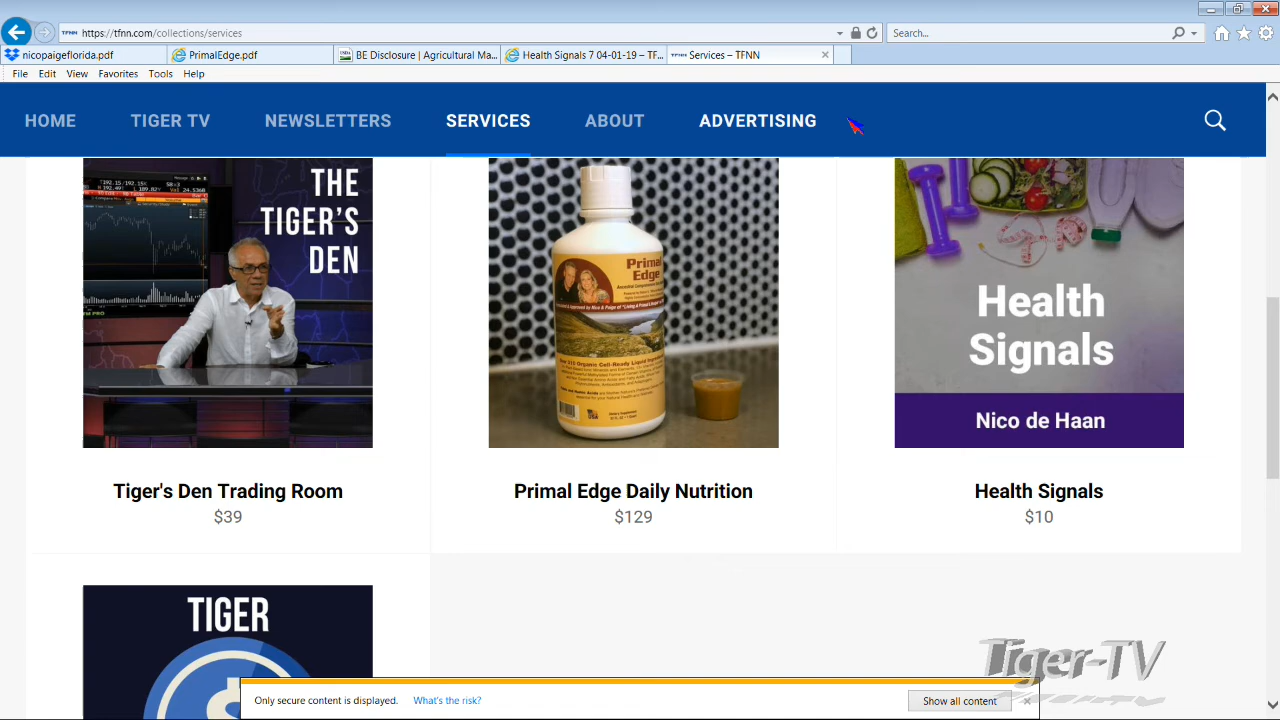 https://tfnn.com/collections/services
Search...
nicopaigeflorida.pdf
PrimalEdge.pdf
BE Disclosure | Agricultural Ma...
Health Signals 7 04-01-19 – TF...
TFNN Services – TFNN
File Edit View Favorites Tools Help
HOME TIGER TV NEWSLETTERS SERVICES ABOUT ADVERTISING
THE
TIGER'S
DEN
Primal
Edge
Health
Signals
Nico de Haan
Tiger's Den Trading Room
$39
Primal Edge Daily Nutrition
$129
Health Signals
$10
TIGER
Tiger-TV
Only secure content is displayed. What's the risk?
Show all content